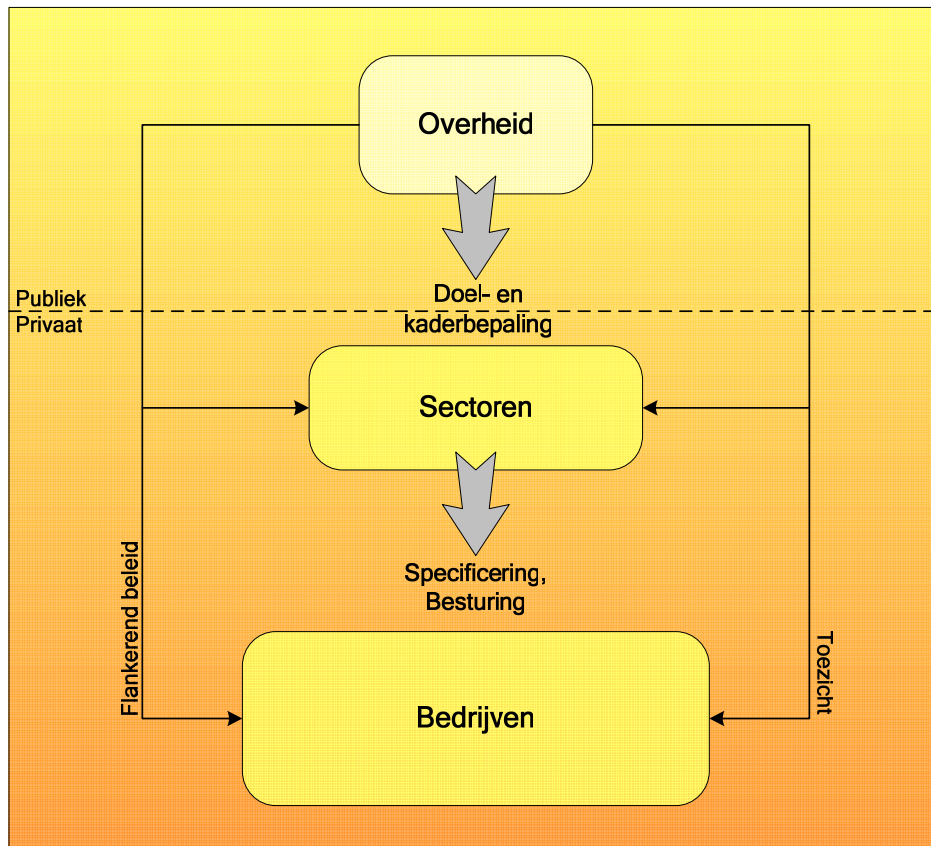 Overheid
Doel- en
kaderbepaling
Publiek
Privaat
Sectoren
Specificering,
Besturing
Flankerend beleid
Toezicht
Bedrijven